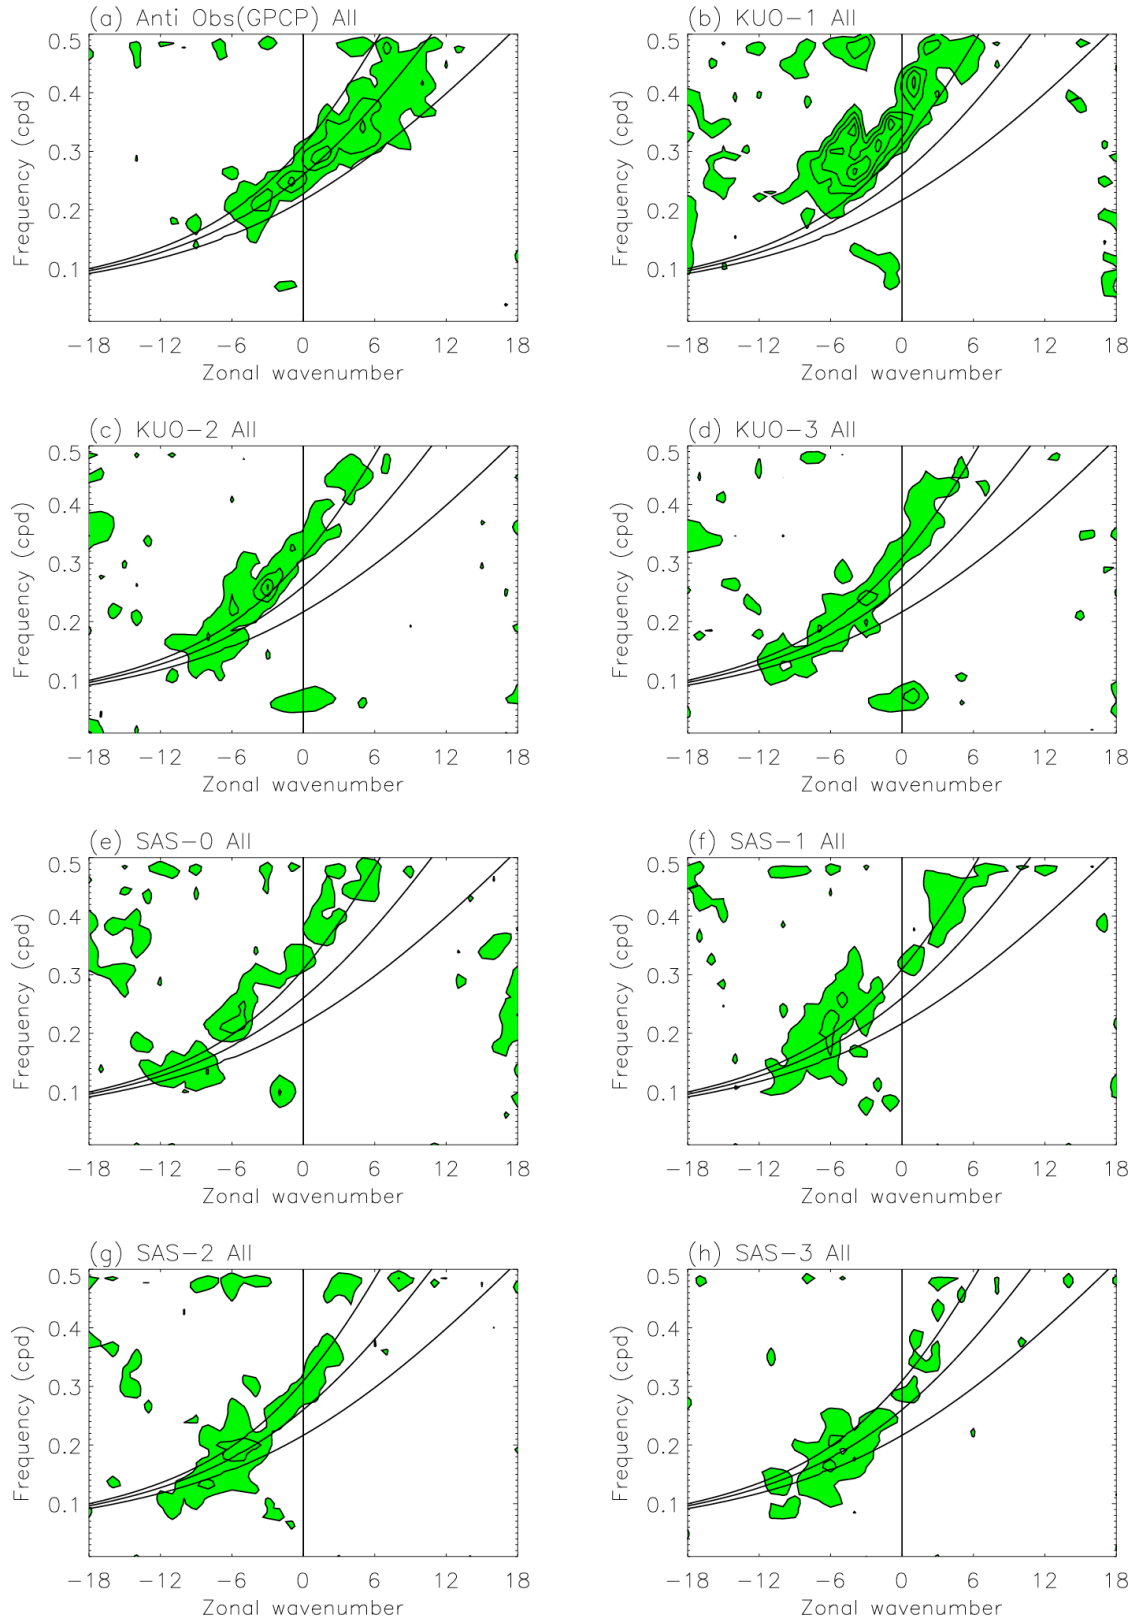 (a) Anti Obs(GPCP) All
0.5
0.4
0.3
0.2
0.1
Frequency (cpd)
-18 -12 -6 0 6 12 18
Zonal wavenumber
(b) KUO-1 All
0.5
0.4
0.3
0.2
0.1
Frequency (cpd)
-18 -12 -6 0 6 12 18
Zonal wavenumber
(c) KUO-2 All
0.5
0.4
0.3
0.2
0.1
Frequency (cpd)
-18 -12 -6 0 6 12 18
Zonal wavenumber
(d) KUO-3 All
0.5
0.4
0.3
0.2
0.1
Frequency (cpd)
-18 -12 -6 0 6 12 18
Zonal wavenumber
(e) SAS-0 All
0.5
0.4
0.3
0.2
0.1
Frequency (cpd)
-18 -12 -6 0 6 12 18
Zonal wavenumber
(f) SAS-1 All
0.5
0.4
0.3
0.2
0.1
Frequency (cpd)
-18 -12 -6 0 6 12 18
Zonal wavenumber
(g) SAS-2 All
0.5
0.4
0.3
0.2
0.1
Frequency (cpd)
-18 -12 -6 0 6 12 18
Zonal wavenumber
(h) SAS-3 All
0.5
0.4
0.3
0.2
0.1
Frequency (cpd)
-18 -12 -6 0 6 12 18
Zonal wavenumber